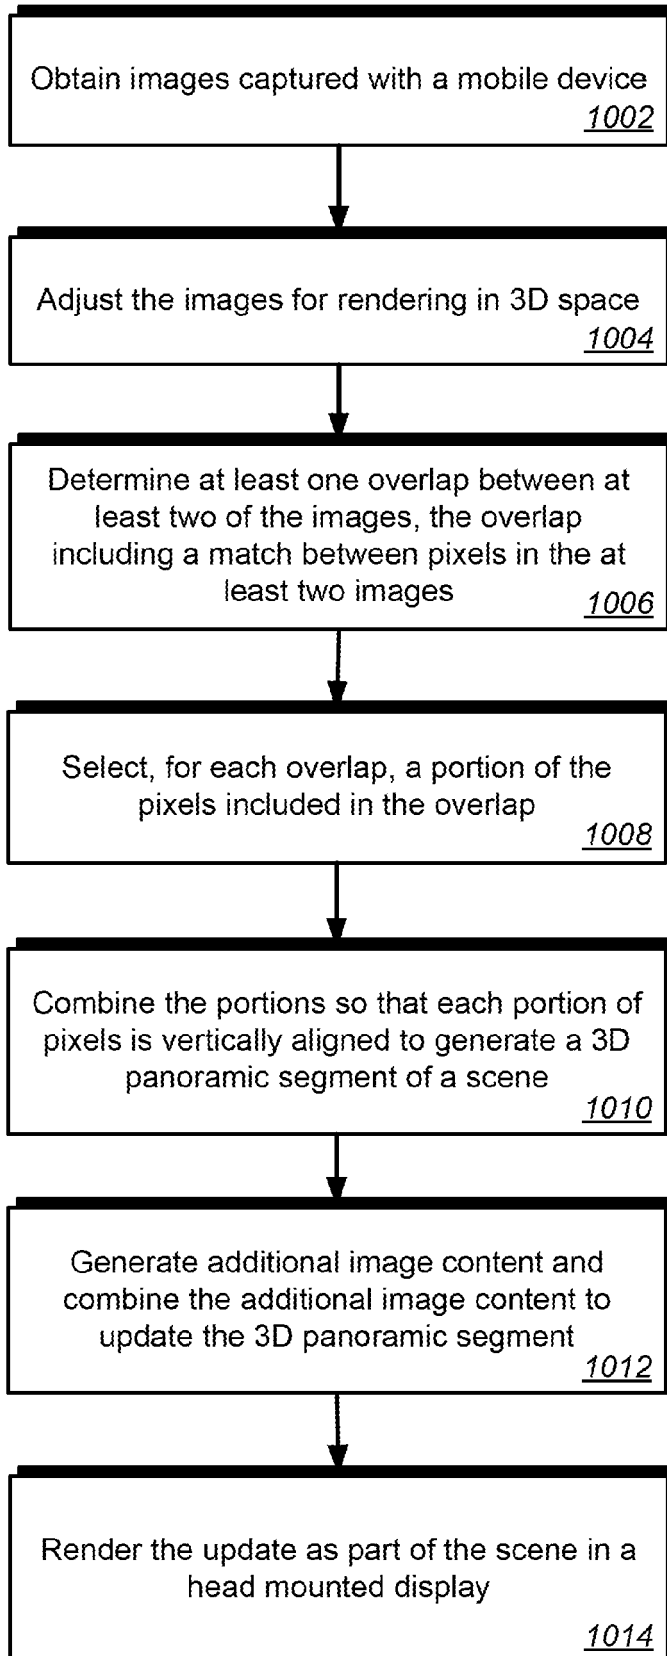 Obtain images captured with a mobile device
1002
Adjust the images for rendering in 3D space
1004
Determine at least one overlap between at
least two of the images, the overlap
including a match between pixels in the at
least two images
1006
Select, for each overlap, a portion of the
pixels included in the overlap
1008
Combine the portions so that each portion of
pixels is vertically aligned to generate a 3D
panoramic segment of a scene
1010
Generate additional image content and
combine the additional image content to
update the 3D panoramic segment
1012
Render the update as part of the scene in a
head mounted display
1014